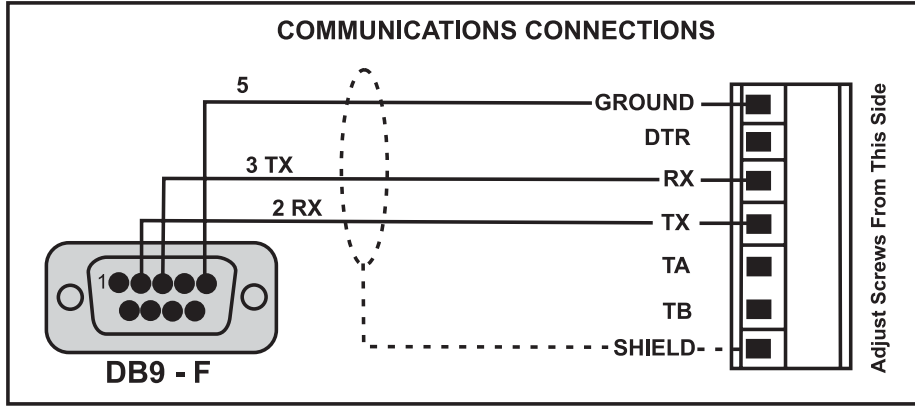 COMMUNICATIONS CONNECTIONS
5
GROUND
DTR
3 TX
RX
2 RX
TX
TA
TB
SHIELD
1
DB9 - F
Adjust Screws From This Side